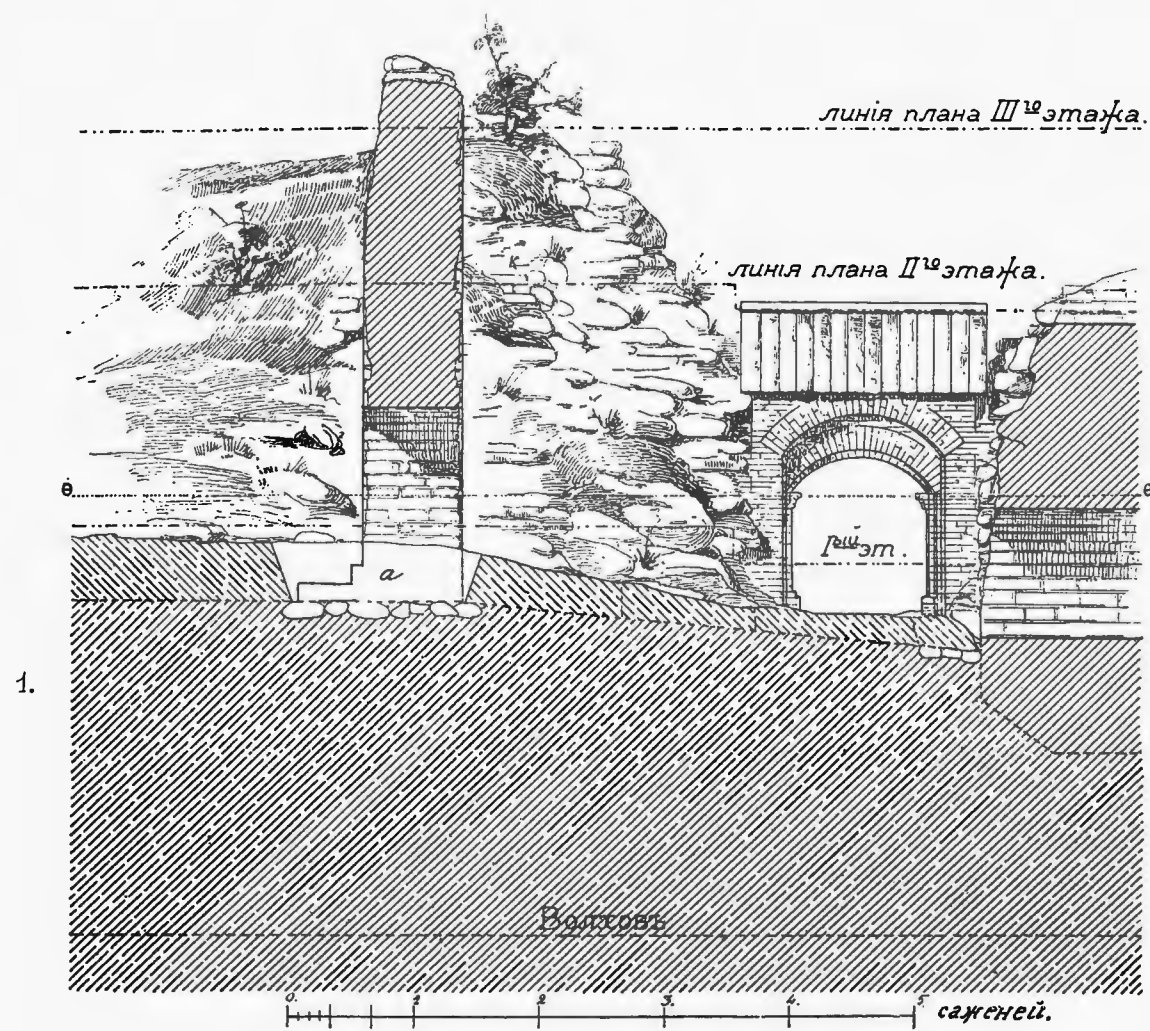 линія плана III го этажа.
линія плана II го этажа.
ѳ ѳ
Iый эт.
а
1.
Волховъ
0. 1 2 3. 4. 5 саженей.